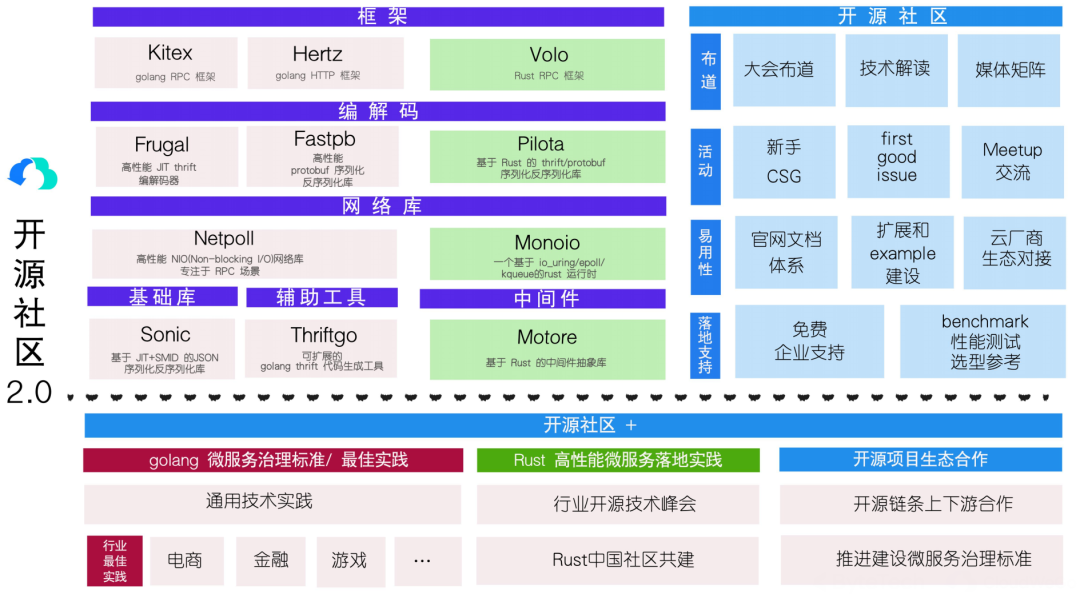 开源社区 2.0
框 架
Kitex
golang RPC 框架
Hertz
golang HTTP 框架
Volo
Rust RPC 框架
编 解 码
Frugal
高性能 JIT thrift
编解码器
Fastpb
高性能
protobuf 序列化
反序列化库
Pilota
基于 Rust 的 thrift/protobuf
序列化反序列化库
网 络 库
Netpoll
高性能 NIO(Non-blocking I/O)网络库
专注于 RPC 场景
Monoio
一个基于 io_uring/epoll/
kqueue的rust 运行时
基础库
辅助工具
中间件
Sonic
基于 JIT+SMID 的JSON
序列化反序列化库
Thriftgo
可扩展的
golang thrift 代码生成工具
Motore
基于 Rust 的中间件抽象库
开 源 社 区
布道
大会布道
技术解读
媒体矩阵
活动
新手
CSG
first
good
issue
Meetup
交流
易用性
官网文档
体系
扩展和
example
建设
云厂商
生态对接
落地支持
免费
企业支持
benchmark
性能测试
选型参考
开源社区 +
golang 微服务治理标准/ 最佳实践
Rust 高性能微服务落地实践
开源项目生态合作
通用技术实践
行业开源技术峰会
开源链条上下游合作
行业
最佳
实践
电商
金融
游戏
...
Rust中国社区共建
推进建设微服务治理标准